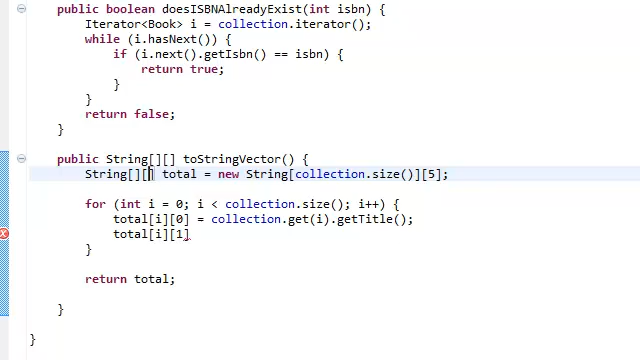 public boolean doesISBNAlreadyExist(int isbn) {
Iterator<Book> i = collection.iterator();
while (i.hasNext()) {
if (i.next().getIsbn() == isbn) {
return true;
}
}
return false;
}
public String[][] toStringVector() {
String[][] total = new String[collection.size()][5];
for (int i = 0; i < collection.size(); i++) {
total[i][0] = collection.get(i).getTitle();
total[i][1]
}
return total;
}
}